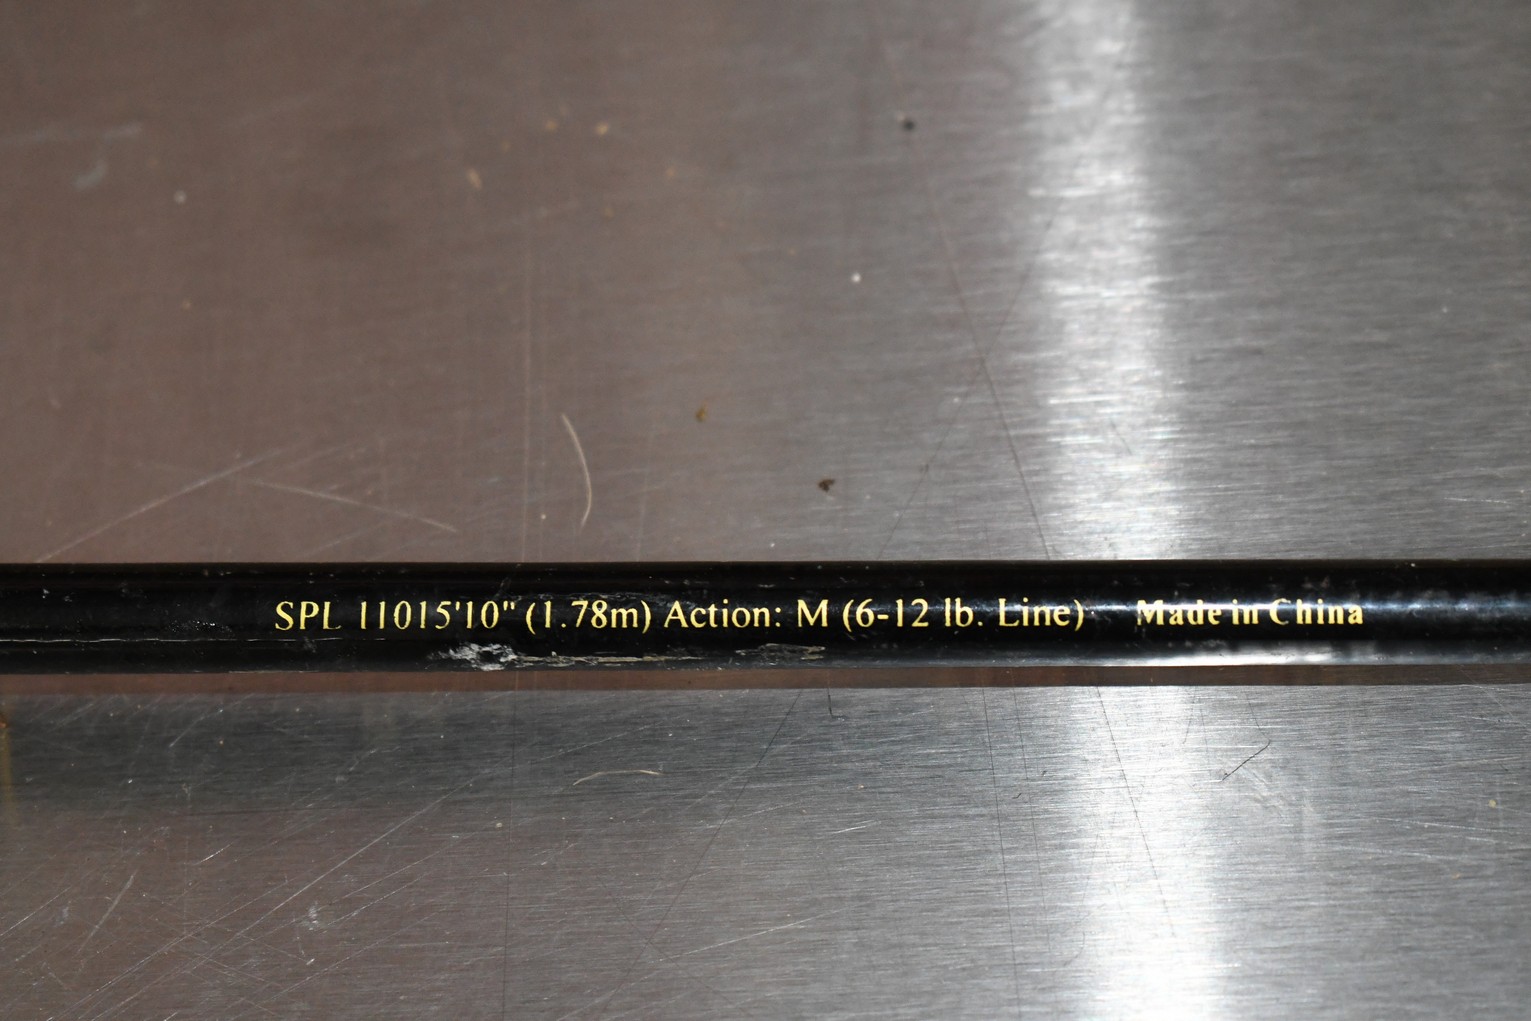 SPL 11015'10" (1.78m) Action: M (6-12 lb. Line) Made in China